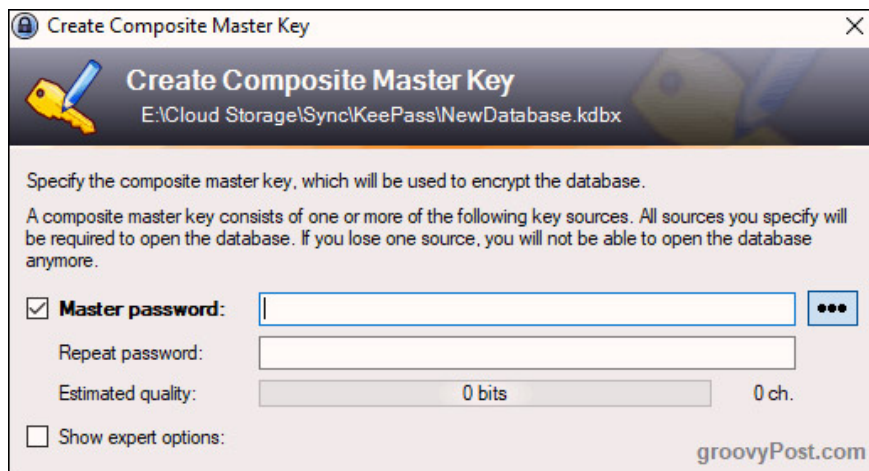 Create Composite Master Key
Create Composite Master Key
E:\Cloud Storage\Sync\KeePass\NewDatabase.kdbx
Specify the composite master key, which will be used to encrypt the database.
A composite master key consists of one or more of the following key sources. All sources you specify will
be required to open the database. If you lose one source, you will not be able to open the database
anymore.
Master password:
Repeat password:
Estimated quality: 0 bits 0 ch.
Show expert options:
groovyPost.com